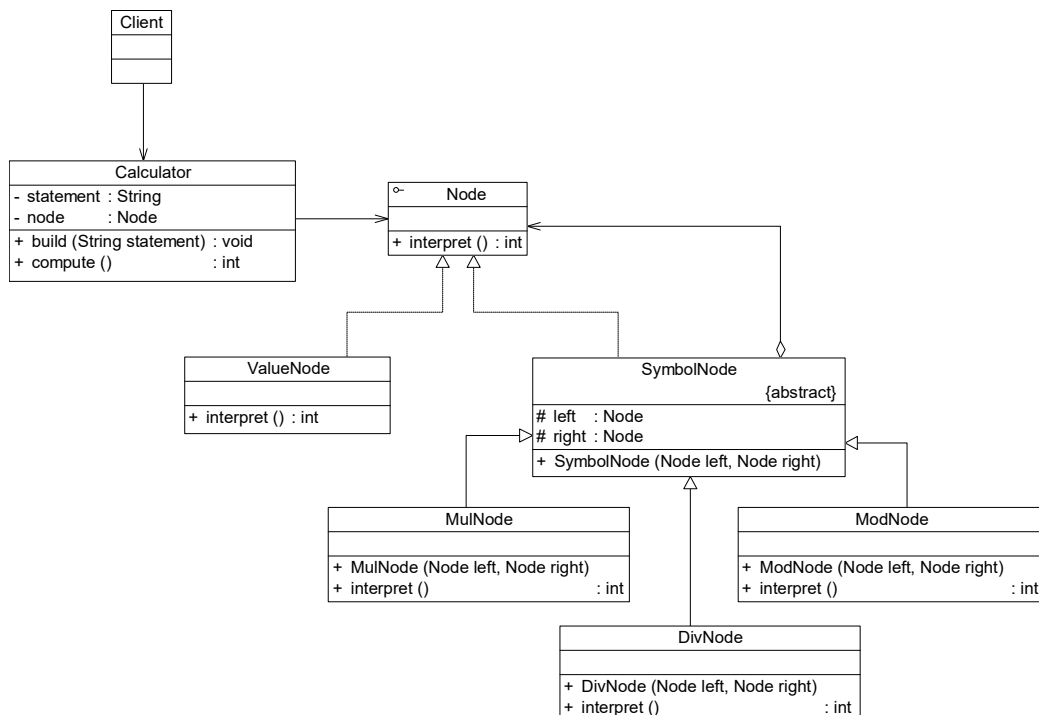 Client
Calculator
- statement : String
- node : Node
+ build (String statement) : void
+ compute () : int
Node
+ interpret () : int
ValueNode
+ interpret () : int
SymbolNode
{abstract}
# left : Node
# right : Node
+ SymbolNode (Node left, Node right)
MulNode
+ MulNode (Node left, Node right)
+ interpret () : int
ModNode
+ ModNode (Node left, Node right)
+ interpret () : int
DivNode
+ DivNode (Node left, Node right)
+ interpret () : int